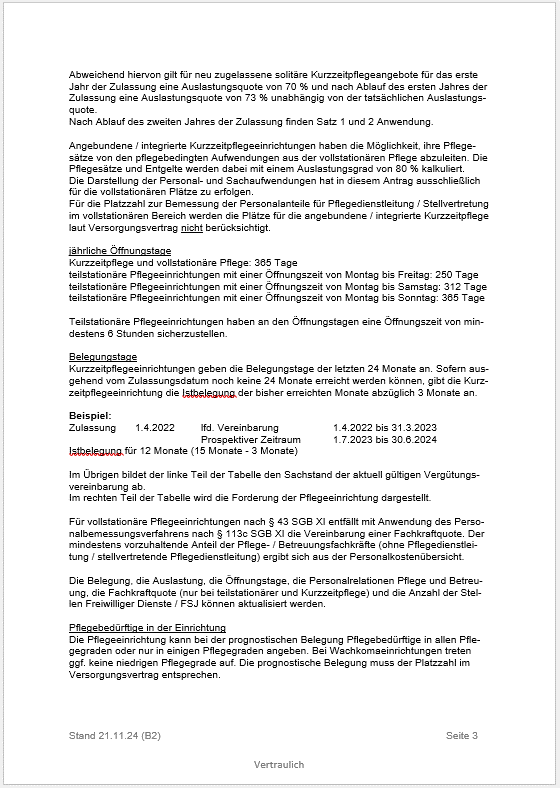 Abweichend hiervon gilt für neu zugelassene solitäre Kurzzeitpflegeangebote für das erste
Jahr der Zulassung eine Auslastungsquote von 70 % und nach Ablauf des ersten Jahres der
Zulassung eine Auslastungsquote von 73 % unabhängig von der tatsächlichen Auslastungs-
quote.
Nach Ablauf des zweiten Jahres der Zulassung finden Satz 1 und 2 Anwendung.
Angebundene / integrierte Kurzzeitpflegeeinrichtungen haben die Möglichkeit, ihre Pflege-
sätze von den pflegebedingten Aufwendungen aus der vollstationären Pflege abzuleiten. Die
Pflegesätze und Entgelte werden dabei mit einem Auslastungsgrad von 80 % kalkuliert.
Die Darstellung der Personal- und Sachaufwendungen hat in diesem Antrag ausschließlich
für die vollstationären Plätze zu erfolgen.
Für die Platzzahl zur Bemessung der Personalanteile für Pflegedienstleitung / Stellvertretung
im vollstationären Bereich werden die Plätze für die angebundene / integrierte Kurzzeitpflege
laut Versorgungsvertrag nicht berücksichtigt.
jährliche Öffnungstage
Kurzzeitpflege und vollstationäre Pflege: 365 Tage
teilstationäre Pflegeeinrichtungen mit einer Öffnungszeit von Montag bis Freitag: 250 Tage
teilstationäre Pflegeeinrichtungen mit einer Öffnungszeit von Montag bis Samstag: 312 Tage
teilstationäre Pflegeeinrichtungen mit einer Öffnungszeit von Montag bis Sonntag: 365 Tage
Teilstationäre Pflegeeinrichtungen haben an den Öffnungstagen eine Öffnungszeit von min-
destens 6 Stunden sicherzustellen.
Belegungstage
Kurzzeitpflegeeinrichtungen geben die Belegungstage der letzten 24 Monate an. Sofern aus-
gehend vom Zulassungsdatum noch keine 24 Monate erreicht werden können, gibt die Kurz-
zeitpflegeeinrichtung die Istbelegung der bisher erreichten Monate abzüglich 3 Monate an.
Beispiel:
Zulassung 1.4.2022 lfd. Vereinbarung 1.4.2022 bis 31.3.2023
Prospektiver Zeitraum 1.7.2023 bis 30.6.2024
Istbelegung für 12 Monate (15 Monate - 3 Monate)
Im Übrigen bildet der linke Teil der Tabelle den Sachstand der aktuell gültigen Vergütungs-
vereinbarung ab.
Im rechten Teil der Tabelle wird die Forderung der Pflegeeinrichtung dargestellt.
Für vollstationäre Pflegeeinrichtungen nach § 43 SGB XI entfällt mit Anwendung des Perso-
nalbemessungsverfahrens nach § 113c SGB XI die Vereinbarung einer Fachkraftquote. Der
mindestens vorzuhaltende Anteil der Pflege- / Betreuungsfachkräfte (ohne Pflegedienstlei-
tung / stellvertretende Pflegedienstleitung) ergibt sich aus der Personalkostenübersicht.
Die Belegung, die Auslastung, die Öffnungstage, die Personalrelationen Pflege und Betreu-
ung, die Fachkraftquote (nur bei teilstationärer und Kurzzeitpflege) und die Anzahl der Stel-
len Freiwilliger Dienste / FSJ können aktualisiert werden.
Pflegebedürftige in der Einrichtung
Die Pflegeeinrichtung kann bei der prognostischen Belegung Pflegebedürftige in allen Pfle-
gegraden oder nur in einigen Pflegegraden angeben. Bei Wachkomaeinrichtungen treten
ggf. keine niedrigen Pflegegrade auf. Die prognostische Belegung muss der Platzzahl im
Versorgungsvertrag entsprechen.
Stand 21.11.24 (B2) Seite 3
Vertraulich